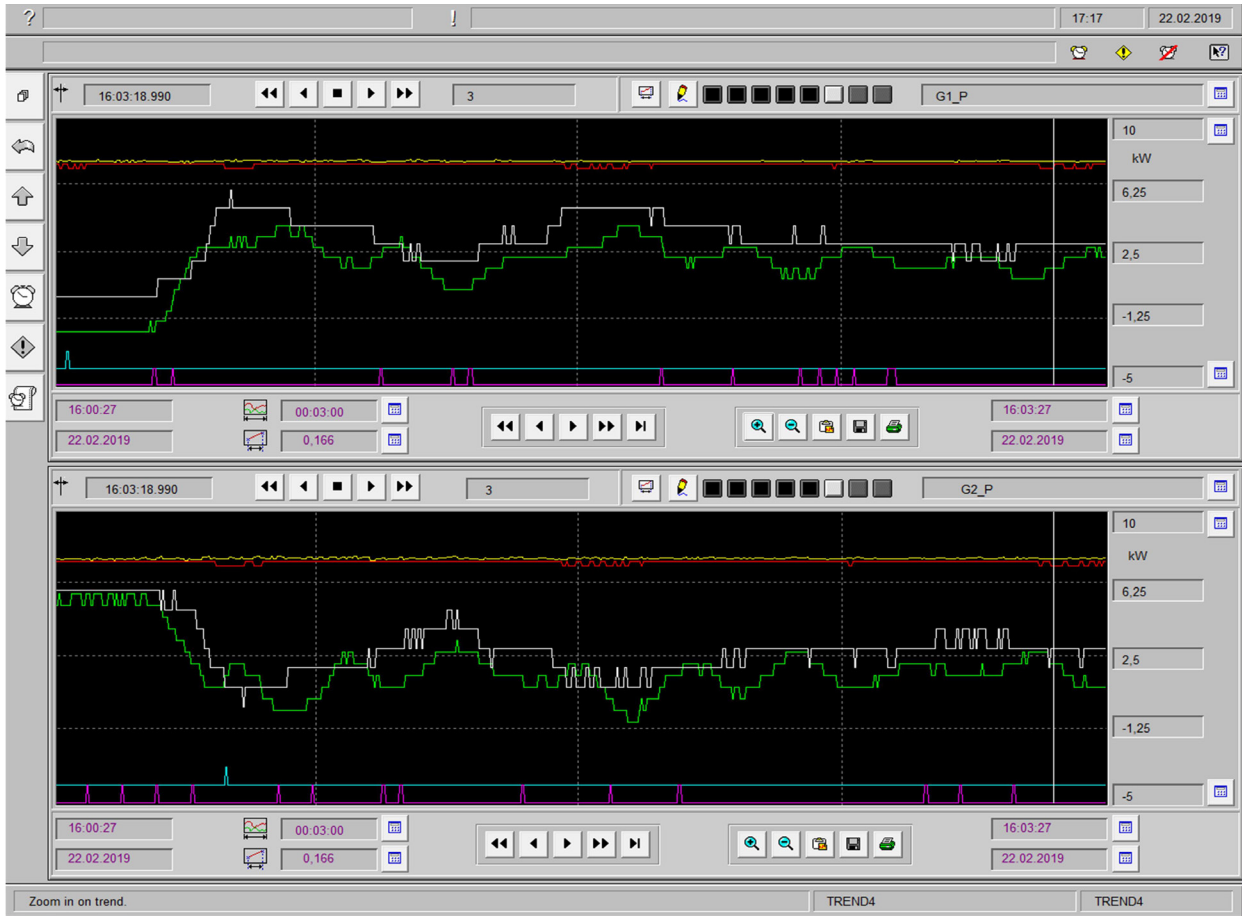 ? ! 17:17 22.02.2019
16:03:18.990 3 G1_P
10
kW
6,25
2,5
-1,25
-5
16:00:27 00:03:00 16:03:27
22.02.2019 0,166 22.02.2019
16:03:18.990 3 G2_P
10
kW
6,25
2,5
-1,25
-5
16:00:27 00:03:00 16:03:27
22.02.2019 0,166 22.02.2019
Zoom in on trend. TREND4 TREND4